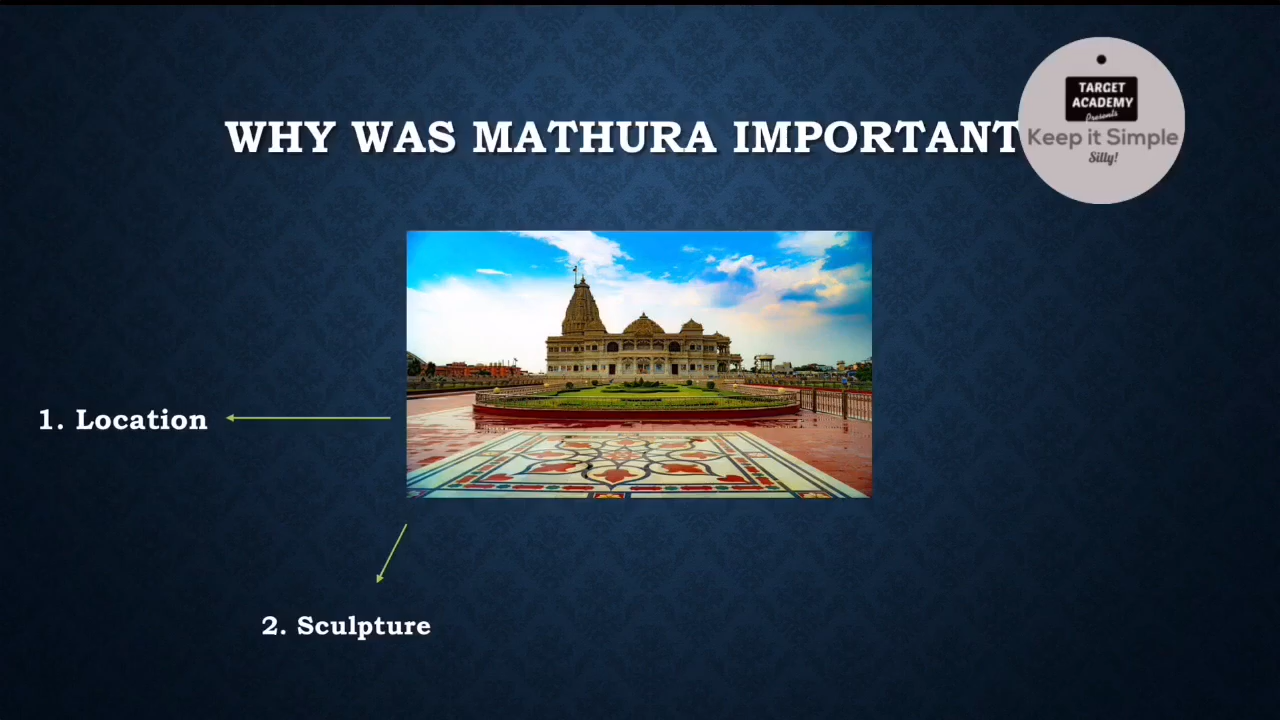 WHY WAS MATHURA IMPORTANT
TARGET
ACADEMY
Presents
Keep it Simple
Silly!
1. Location
2. Sculpture